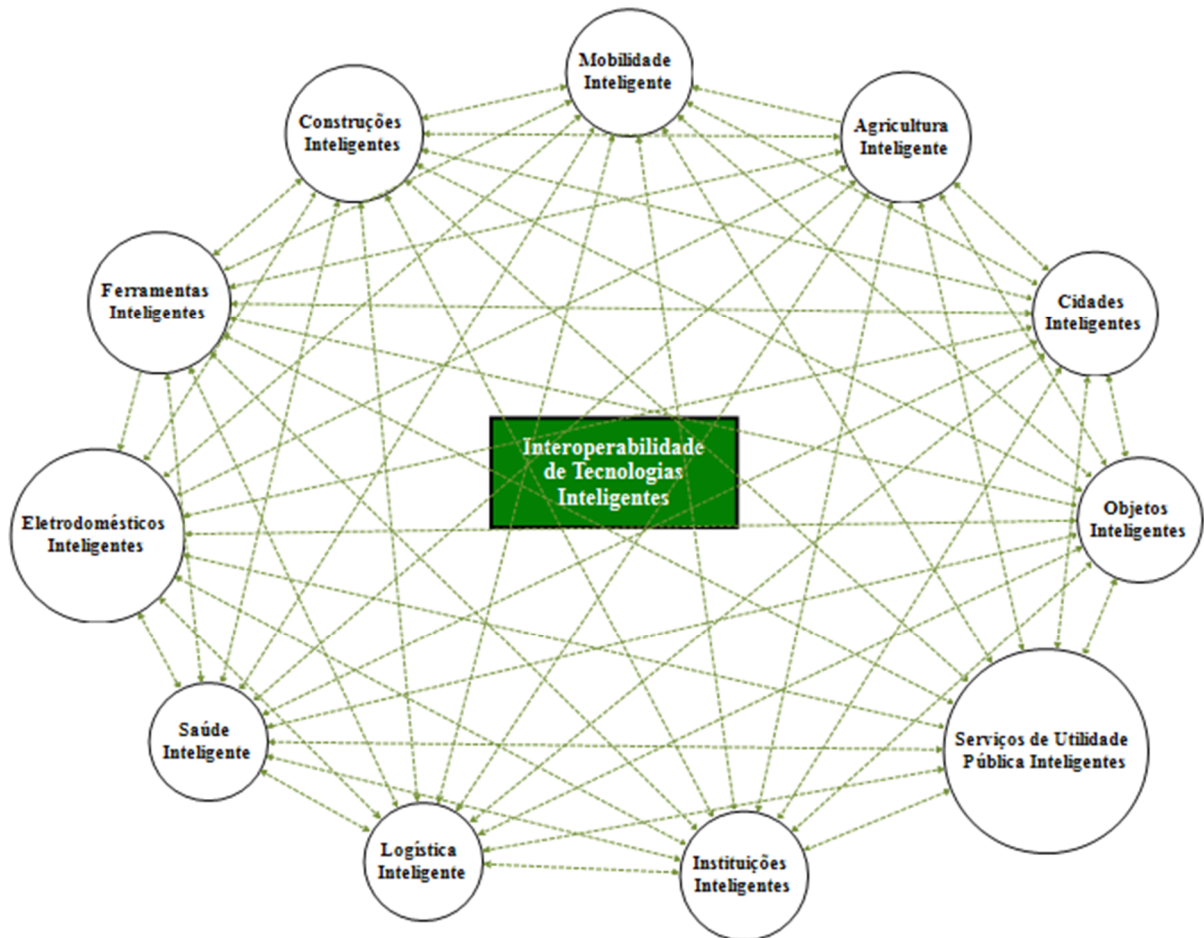 Mobilidade
Inteligente
Construções
Inteligentes
Agricultura
Inteligente
Ferramentas
Inteligentes
Cidades
Inteligentes
Interoperabilidade
de Tecnologias
Inteligentes
Eletrodomésticos
Inteligentes
Objetos
Inteligentes
Saúde
Inteligente
Serviços de Utilidade
Pública Inteligentes
Logística
Inteligente
Instituições
Inteligentes